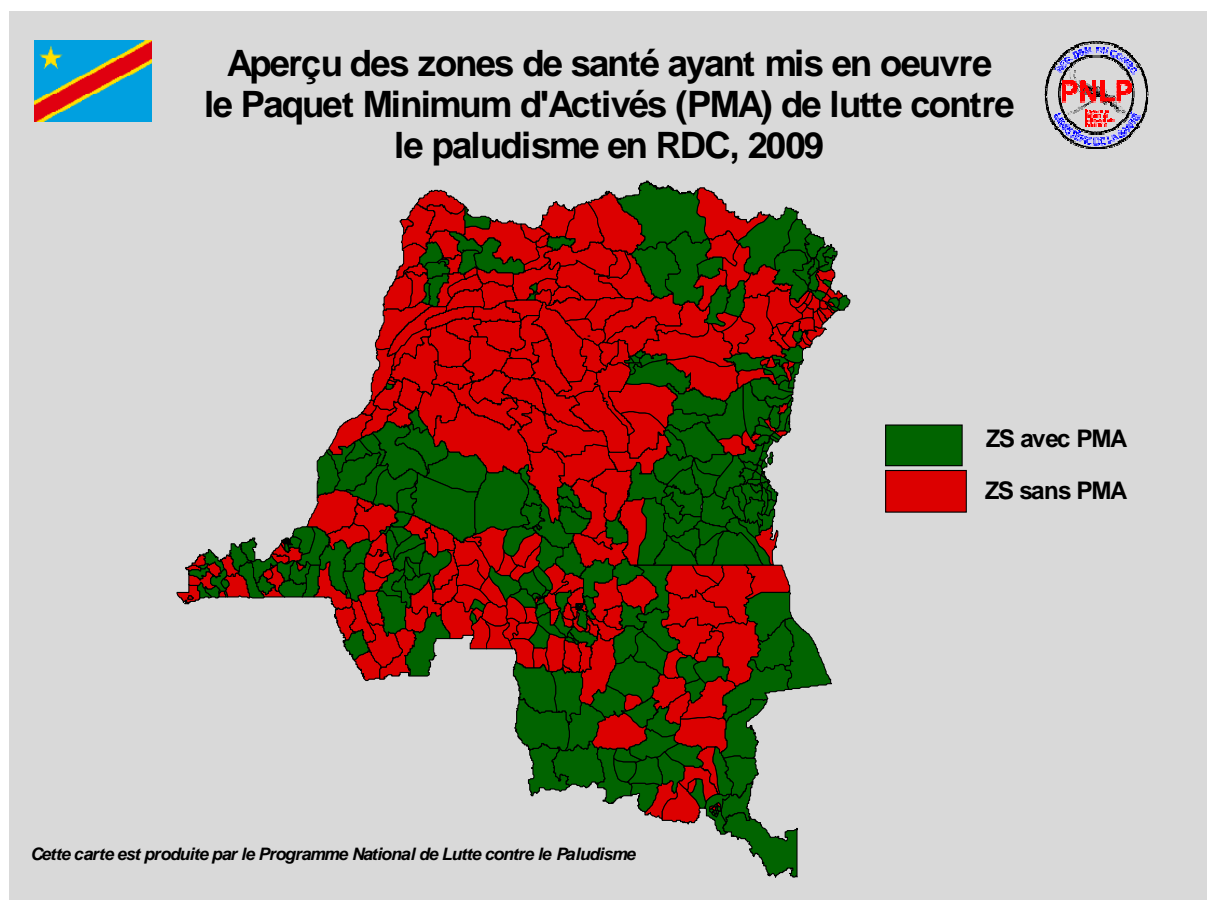 Aperçu des zones de santé ayant mis en oeuvre
le Paquet Minimum d'Activés (PMA) de lutte contre
le paludisme en RDC, 2009
PNLP
ZS avec PMA
ZS sans PMA
Cette carte est produite par le Programme National de Lutte contre le Paludisme